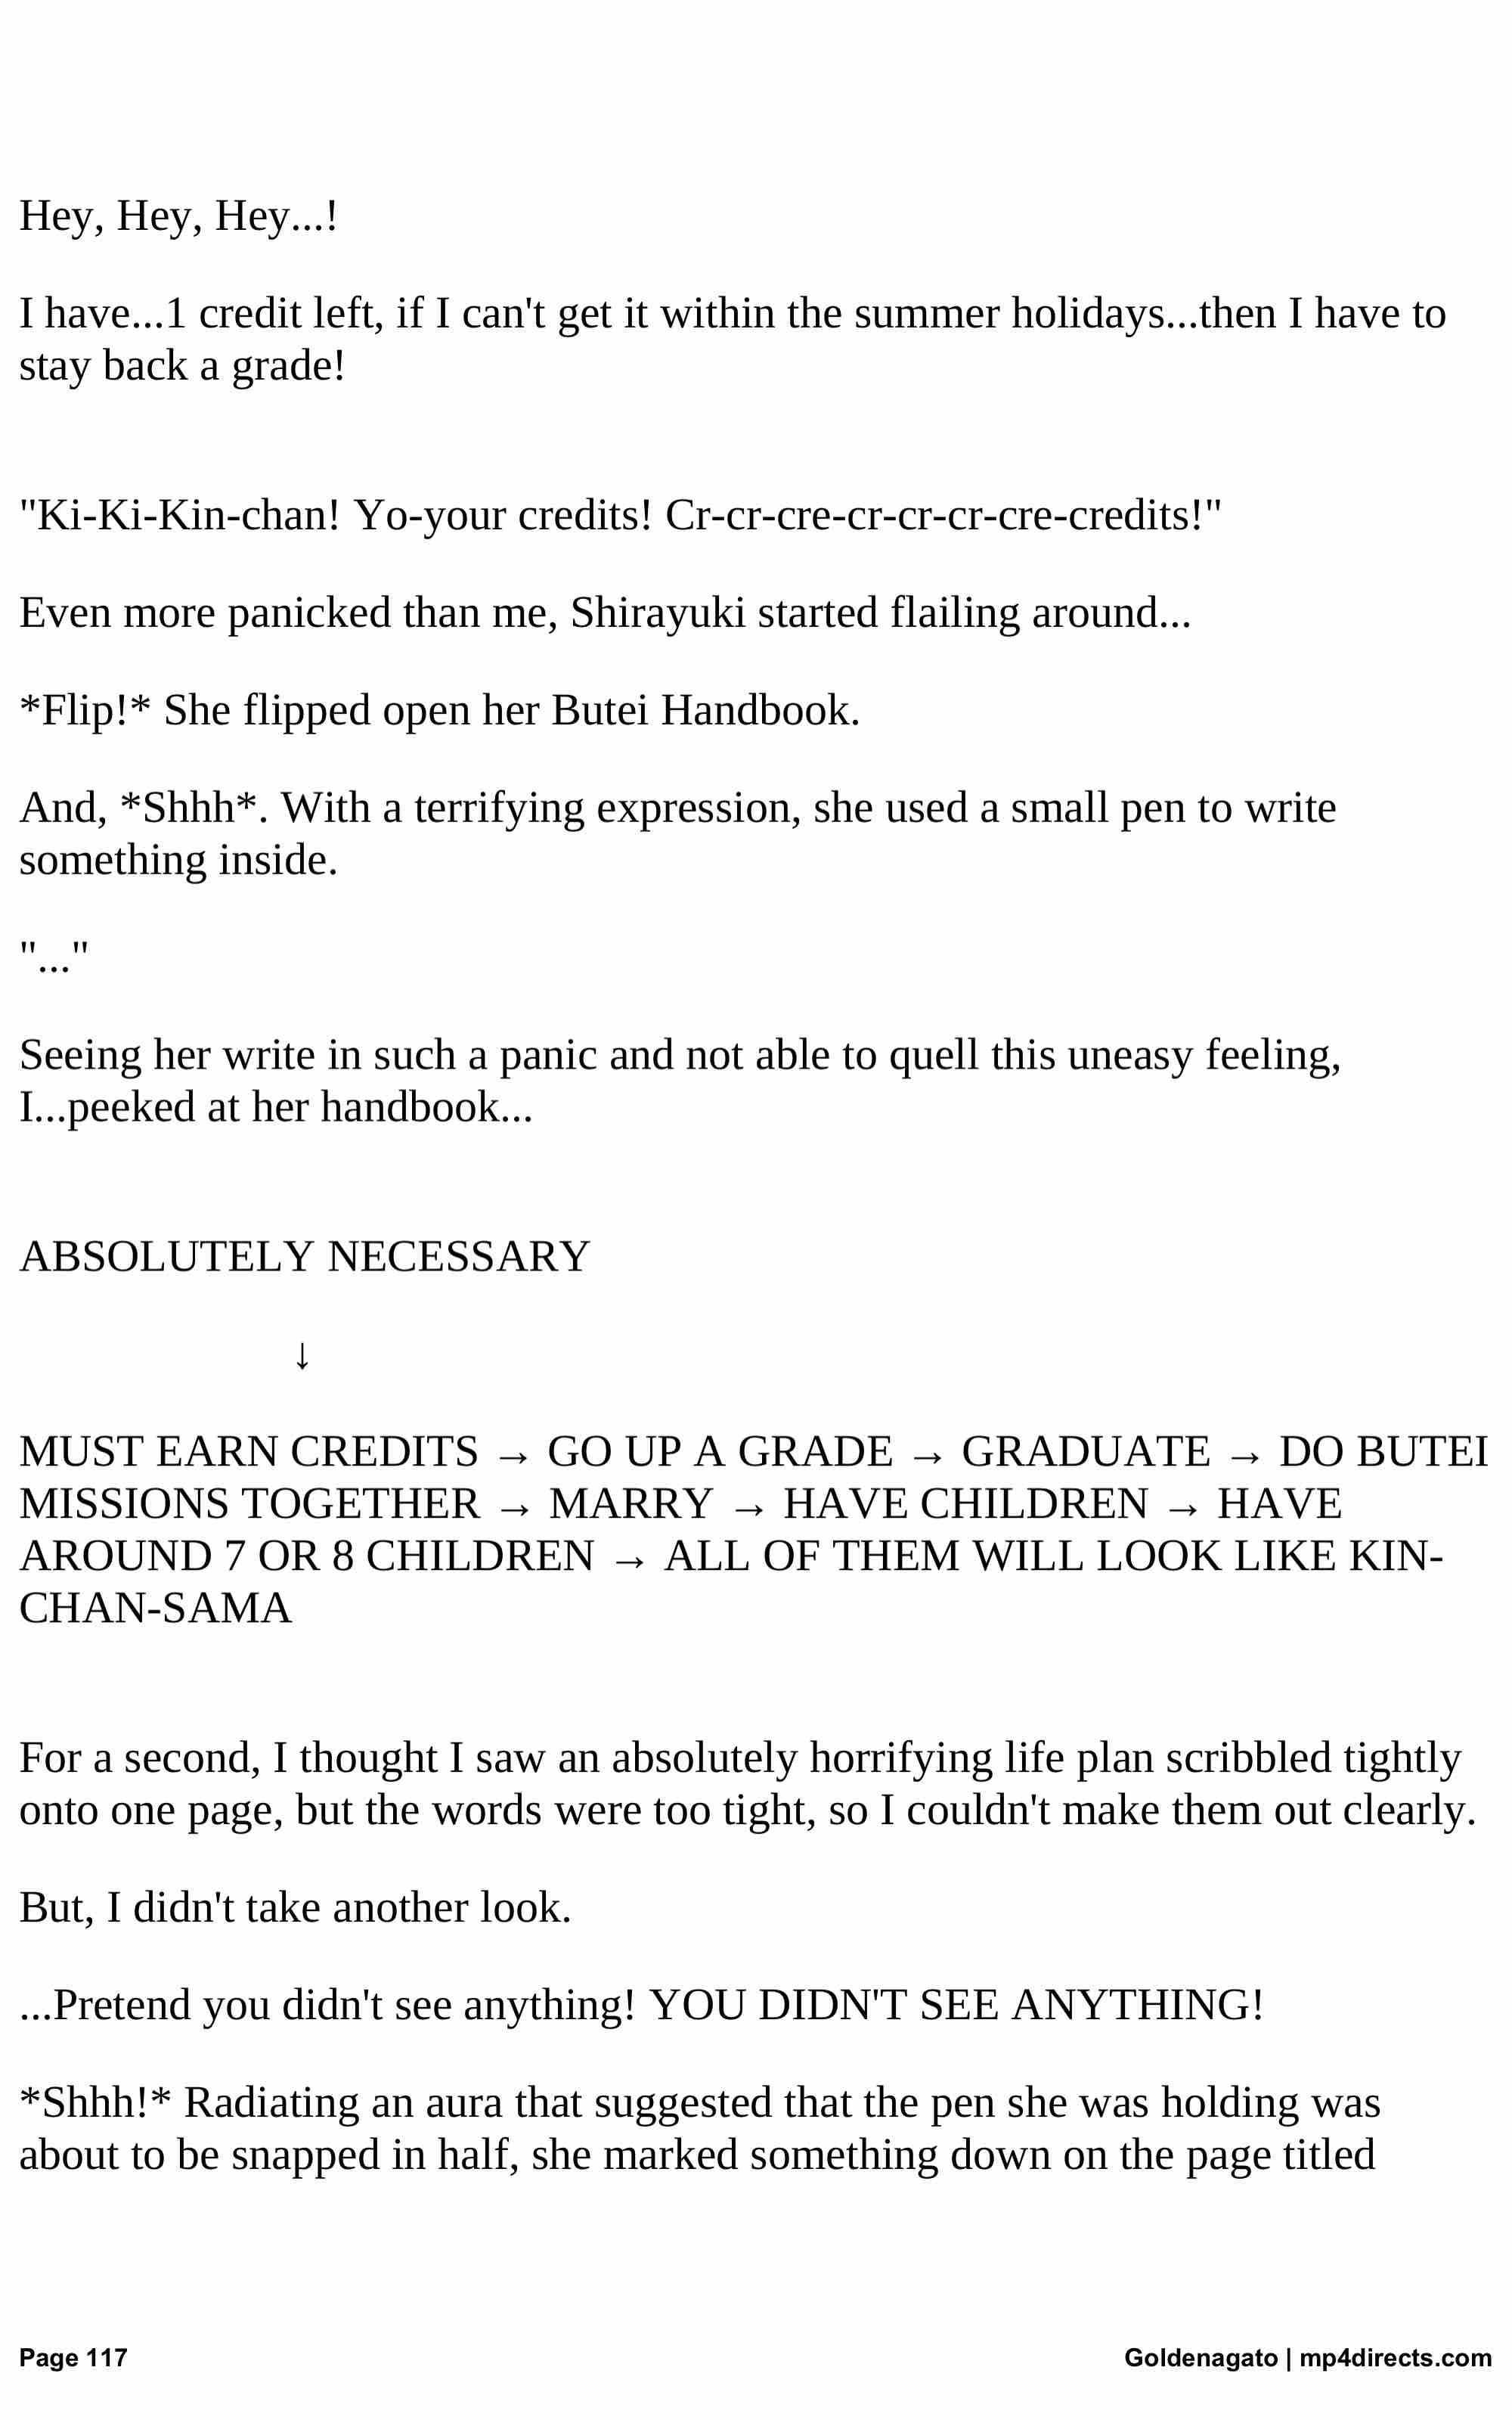 Hey, Hey, Hey...!
I have...1 credit left, if I can't get it within the summer holidays...then I have to
stay back a grade!
"Ki-Ki-Kin-chan! Yo-your credits! Cr-cr-cre-cr-cr-cr-cre-credits!"
Even more panicked than me, Shirayuki started flailing around...
*Flip!* She flipped open her Butei Handbook.
And, *Shhh*. With a terrifying expression, she used a small pen to write
something inside.
"..."
Seeing her write in such a panic and not able to quell this uneasy feeling,
I...peeked at her handbook...
ABSOLUTELY NECESSARY
↓
MUST EARN CREDITS → GO UP A GRADE → GRADUATE → DO BUTEI
MISSIONS TOGETHER → MARRY → HAVE CHILDREN → HAVE
AROUND 7 OR 8 CHILDREN → ALL OF THEM WILL LOOK LIKE KIN-
CHAN-SAMA
For a second, I thought I saw an absolutely horrifying life plan scribbled tightly
onto one page, but the words were too tight, so I couldn't make them out clearly.
But, I didn't take another look.
...Pretend you didn't see anything! YOU DIDN'T SEE ANYTHING!
*Shhh!* Radiating an aura that suggested that the pen she was holding was
about to be snapped in half, she marked something down on the page titled
Page 117
Goldenagato | mp4directs.com